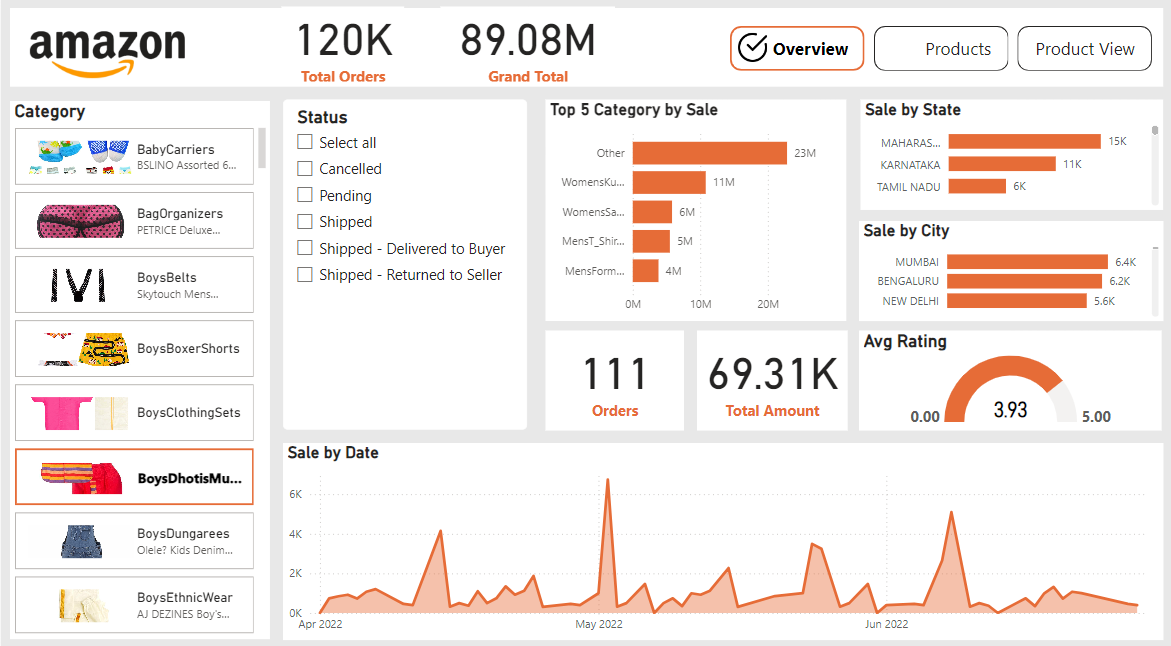 amazon
120K
Total Orders
89.08M
Grand Total
Overview
Products
Product View
Category
BabyCarriers
BSLINO Assorted 6...
BagOrganizers
PETRICE Deluxe...
BoysBelts
Skytouch Mens...
BoysBoxerShorts
BoysClothingSets
BoysDhotisMu...
BoysDungarees
Olele? Kids Denim...
BoysEthnicWear
AJ DEZINES Boy's...
Status
Select all
Cancelled
Pending
Shipped
Shipped - Delivered to Buyer
Shipped - Returned to Seller
Top 5 Category by Sale
Other 23M
WomensKu... 11M
WomensSa... 6M
MensT_Shir... 5M
MensForm... 4M
0M 10M 20M
Sale by State
MAHARAS... 15K
KARNATAKA 11K
TAMIL NADU 6K
Sale by City
MUMBAI 6.4K
BENGALURU 6.2K
NEW DELHI 5.6K
111
Orders
69.31K
Total Amount
Avg Rating
0.00 3.93 5.00
Sale by Date
6K
4K
2K
0K
Apr 2022 May 2022 Jun 2022